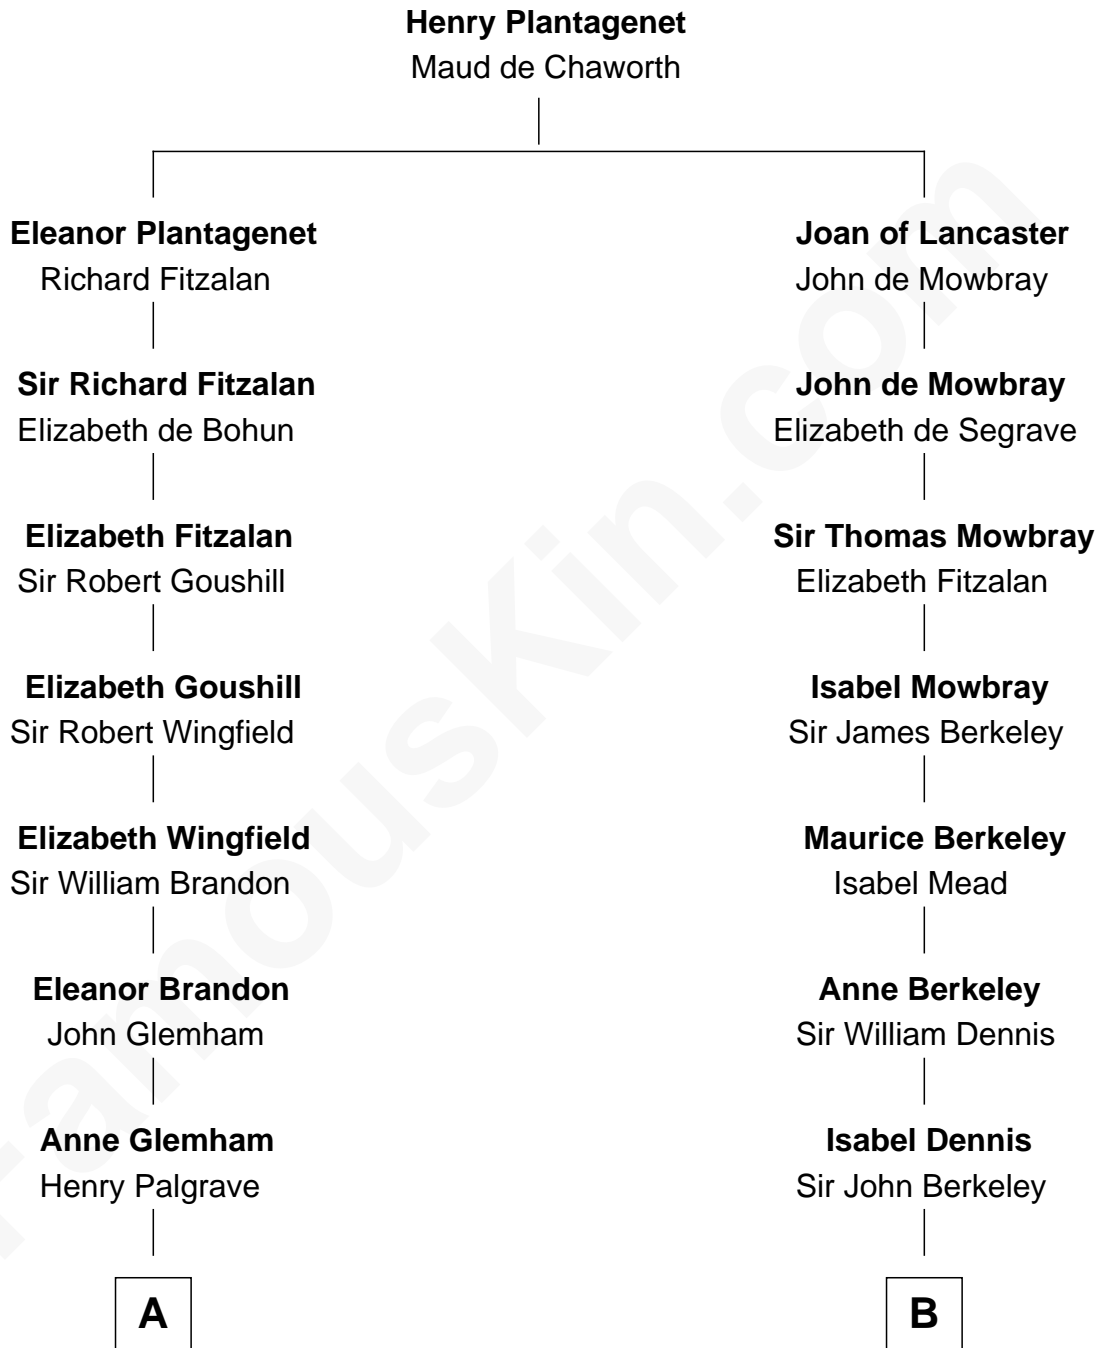 Henry Plantagenet
Maud de Chaworth
Eleanor Plantagenet
Richard Fitzalan
Joan of Lancaster
John de Mowbray
Sir Richard Fitzalan
Elizabeth de Bohun
John de Mowbray
Elizabeth de Segrave
Elizabeth Fitzalan
Sir Robert Goushill
Sir Thomas Mowbray
Elizabeth Fitzalan
Elizabeth Goushill
Sir Robert Wingfield
Isabel Mowbray
Sir James Berkeley
Elizabeth Wingfield
Sir William Brandon
Maurice Berkeley
Isabel Mead
Eleanor Brandon
John Glemham
Anne Berkeley
Sir William Dennis
Anne Glemham
Henry Palgrave
Isabel Dennis
Sir John Berkeley
A
B
FamousKin.com